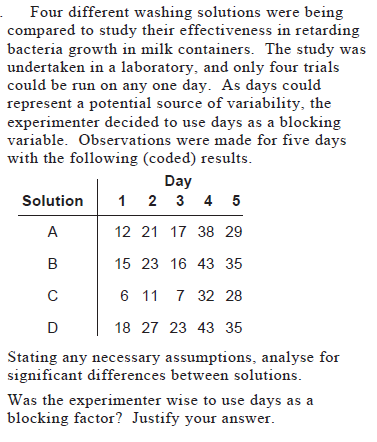 . Four different washing solutions were being
compared to study their effectiveness in retarding
bacteria growth in milk containers. The study was
undertaken in a laboratory, and only four trials
could be run on any one day. As days could
represent a potential source of variability, the
experimenter decided to use days as a blocking
variable. Observations were made for five days
with the following (coded) results.
Day
Solution 1 2 3 4 5
A 12 21 17 38 29
B 15 23 16 43 35
C 6 11 7 32 28
D 18 27 23 43 35
Stating any necessary assumptions, analyse for
significant differences between solutions.
Was the experimenter wise to use days as a
blocking factor? Justify your answer.